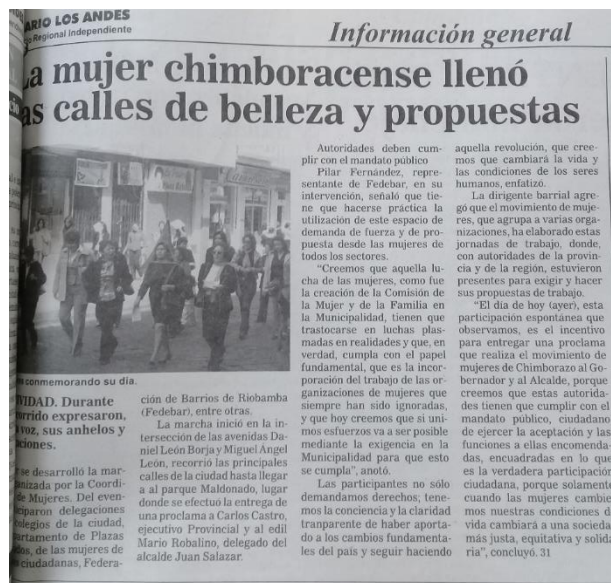 ARIO LOS ANDES
Regional Independiente
Información general
a mujer chimboracense llenó
as calles de belleza y propuestas
conmemorando su día.
VIDAD. Durante
orrido expresaron,
voz, sus anhelos y
ciones.
se desarrolló la mar-
anizada por la Coordi-
de Mujeres. Del even-
ciparon delegaciones
olegios de la ciudad,
artamento de Plazas
dos, de las mujeres de
s ciudadanas, Federa-
ción de Barrios de Riobamba
(Fedebar), entre otras.
La marcha inició en la
intersección de las avenidas Da-
niel León Borja y Miguel Angel
León, recorrió las principales
calles de la ciudad hasta llegar
a al parque Maldonado, lugar
donde se efectuó la entrega de
una proclama a Carlos Castro,
ejecutivo Provincial y al edil
Mario Robalino, delegado del
alcalde Juan Salazar.
Autoridades deben cum-
plir con el mandato público
Pilar Fernández, repre-
sentante de Fedebar, en su
intervención, señaló que tie-
ne que hacerse práctica la
utilización de este espacio de
demanda de fuerza y de pro-
puesta desde las mujeres de
todos los sectores.
"Creemos que aquella lu-
cha de las mujeres, como fue
la creación de la Comisión de
la Mujer y de la Familia en
la Municipalidad, tienen que
trastocarse en luchas plas-
madas en realidades y que, en
verdad, cumpla con el papel
fundamental, que es la incor-
poración del trabajo de las or-
ganizaciones de mujeres que
siempre han sido ignoradas,
y que hoy creemos que si uni-
mos esfuerzos va a ser posible
mediante la exigencia en la
Municipalidad para que esto
se cumpla", anotó.
Las participantes no sólo
demandamos derechos; tene-
mos la conciencia y la claridad
tranparente de haber aporta-
do a los cambios fundamenta-
les del país y seguir haciendo
aquella revolución, que cree-
mos que cambiará la vida y
las condiciones de los seres
humanos, enfatizó.
La dirigente barrial agre-
gó que el movimiento de muje-
res, que agrupa a varias orga-
nizaciones, ha elaborado estas
jornadas de trabajo, donde,
con autoridades de la provin-
cia y de la región, estuvieron
presentes para exigir y hacer
sus propuestas de trabajo.
"El día de hoy (ayer), esta
participación espontánea que
observamos, es el incentivo
para entregar una proclama
que realiza el movimiento de
mujeres de Chimborazo al Go-
bernador y al Alcalde, porque
creemos que estas autorida-
des tienen que cumplir con el
mandato público, ciudadano
de ejercer la aceptación y las
funciones a ellas encomenda-
das, encuadradas en lo que
es la verdadera participació
ciudadana, porque solament
cuando las mujeres cambie
mos nuestras condiciones d
vida cambiará a una socieda
más justa, equitativa y solida
ria", concluyó. 31